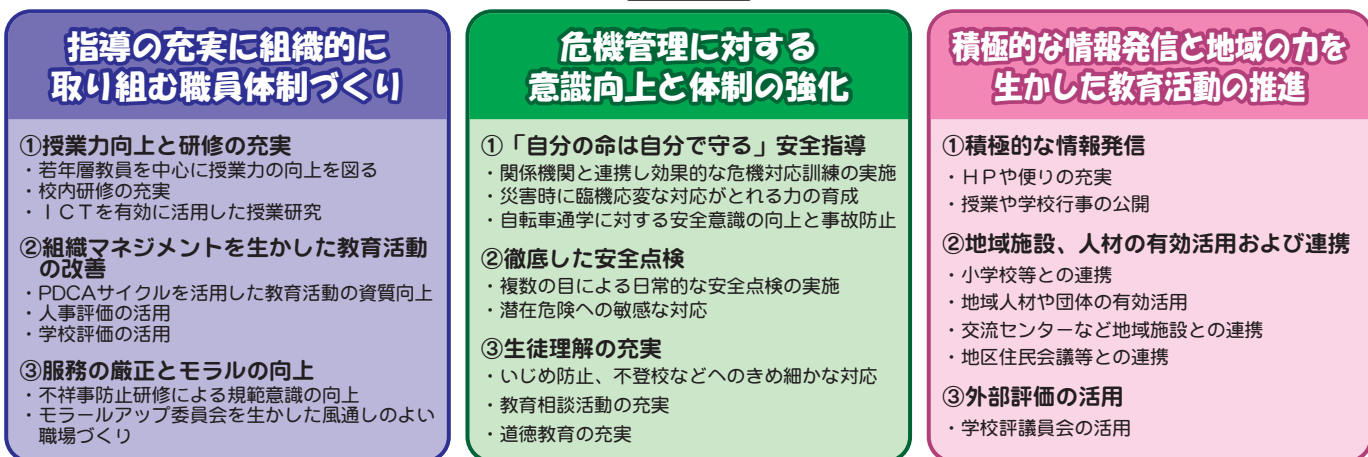 指導の充実に組織的に
取り組む職員体制づくり
①授業力向上と研修の充実
・若年層教員を中心に授業力の向上を図る
・校内研修の充実
・ＩＣＴを有効に活用した授業研究
②組織マネジメントを生かした教育活動
の改善
・PDCAサイクルを活用した教育活動の資質向上
・人事評価の活用
・学校評価の活用
③服務の厳正とモラルの向上
・不祥事防止研修による規範意識の向上
・モラールアップ委員会を生かした風通しのよい
職場づくり
危機管理に対する
意識向上と体制の強化
①「自分の命は自分で守る」安全指導
・関係機関と連携し効果的な危機対応訓練の実施
・災害時に臨機応変な対応がとれる力の育成
・自転車通学に対する安全意識の向上と事故防止
②徹底した安全点検
・複数の目による日常的な安全点検の実施
・潜在危険への敏感な対応
③生徒理解の充実
・いじめ防止、不登校などへのきめ細かな対応
・教育相談活動の充実
・道徳教育の充実
積極的な情報発信と地域の力を
生かした教育活動の推進
①積極的な情報発信
・ＨＰや便りの充実
・授業や学校行事の公開
②地域施設、人材の有効活用および連携
・小学校等との連携
・地域人材や団体の有効活用
・交流センターなど地域施設との連携
・地区住民会議等との連携
③外部評価の活用
・学校評議員会の活用